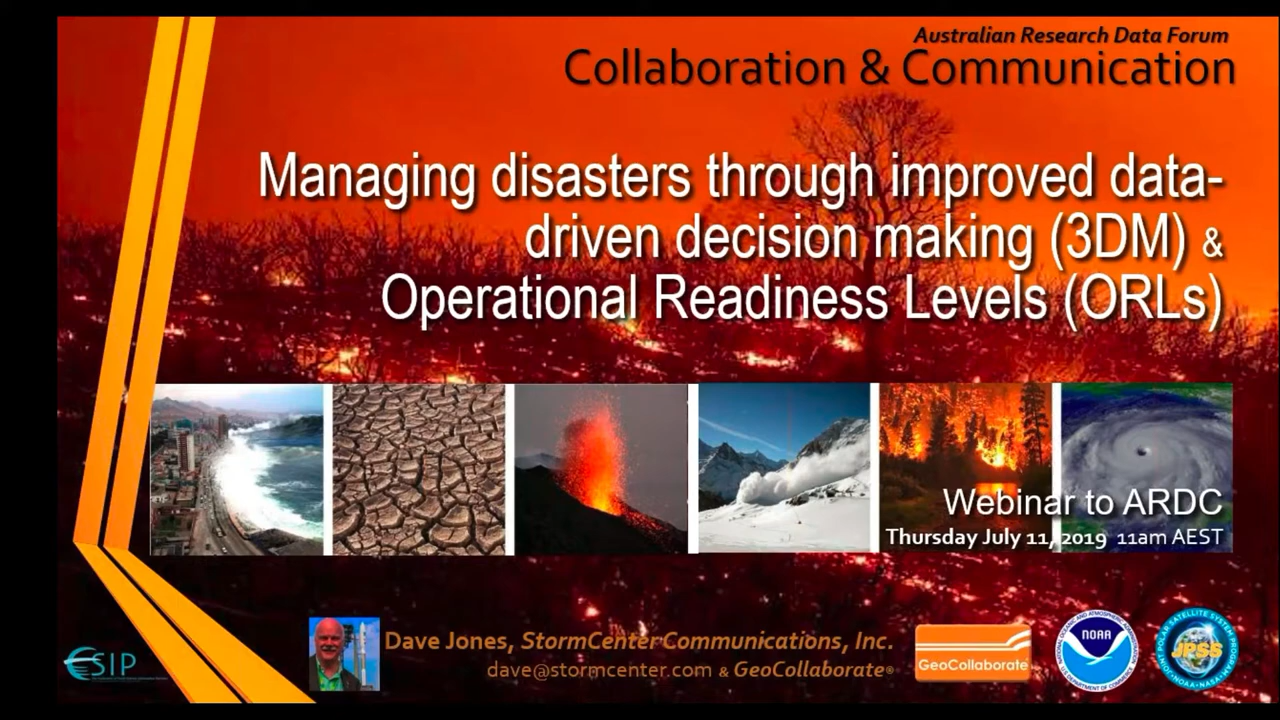 Australian Research Data Forum
Collaboration & Communication
Managing disasters through improved data-
driven decision making (3DM) &
Operational Readiness Levels (ORLs)
Webinar to ARDC
Thursday July 11, 2019 11am AEST
Dave Jones, StormCenter Communications, Inc.
dave@stormcenter.com & GeoCollaborate®
ESIP
GeoCollaborate
NOAA
JPSS